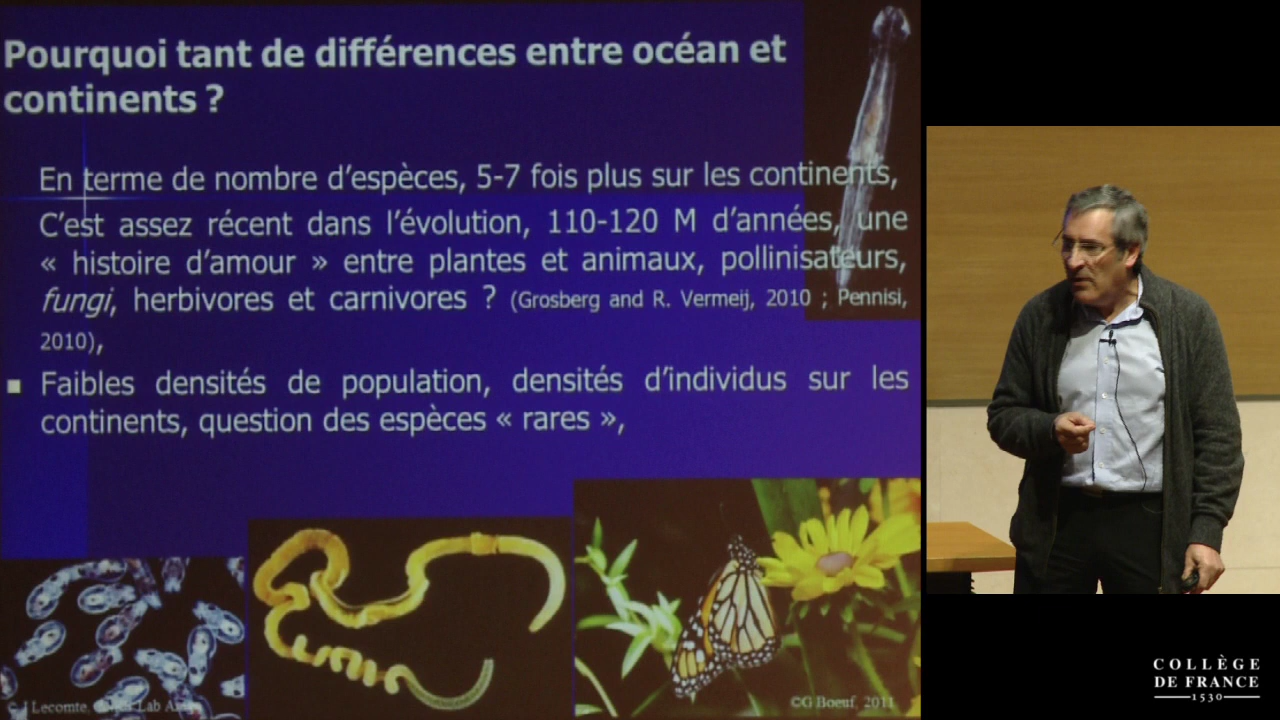 Pourquoi tant de différences entre océan et
continents ?
En terme de nombre d'espèces, 5-7 fois plus sur les continents,
C'est assez récent dans l'évolution, 110-120 M d'années, une
« histoire d'amour » entre plantes et animaux, pollinisateurs,
fungi, herbivores et carnivores ? (Grosberg and R. Vermeij, 2010 ; Pennisi,
2010),
Faibles densités de population, densités d'individus sur les
continents, question des espèces « rares »,
© J Lecomte, Lab
©G Boeuf, 2011
COLLÈGE
DE FRANCE
1530